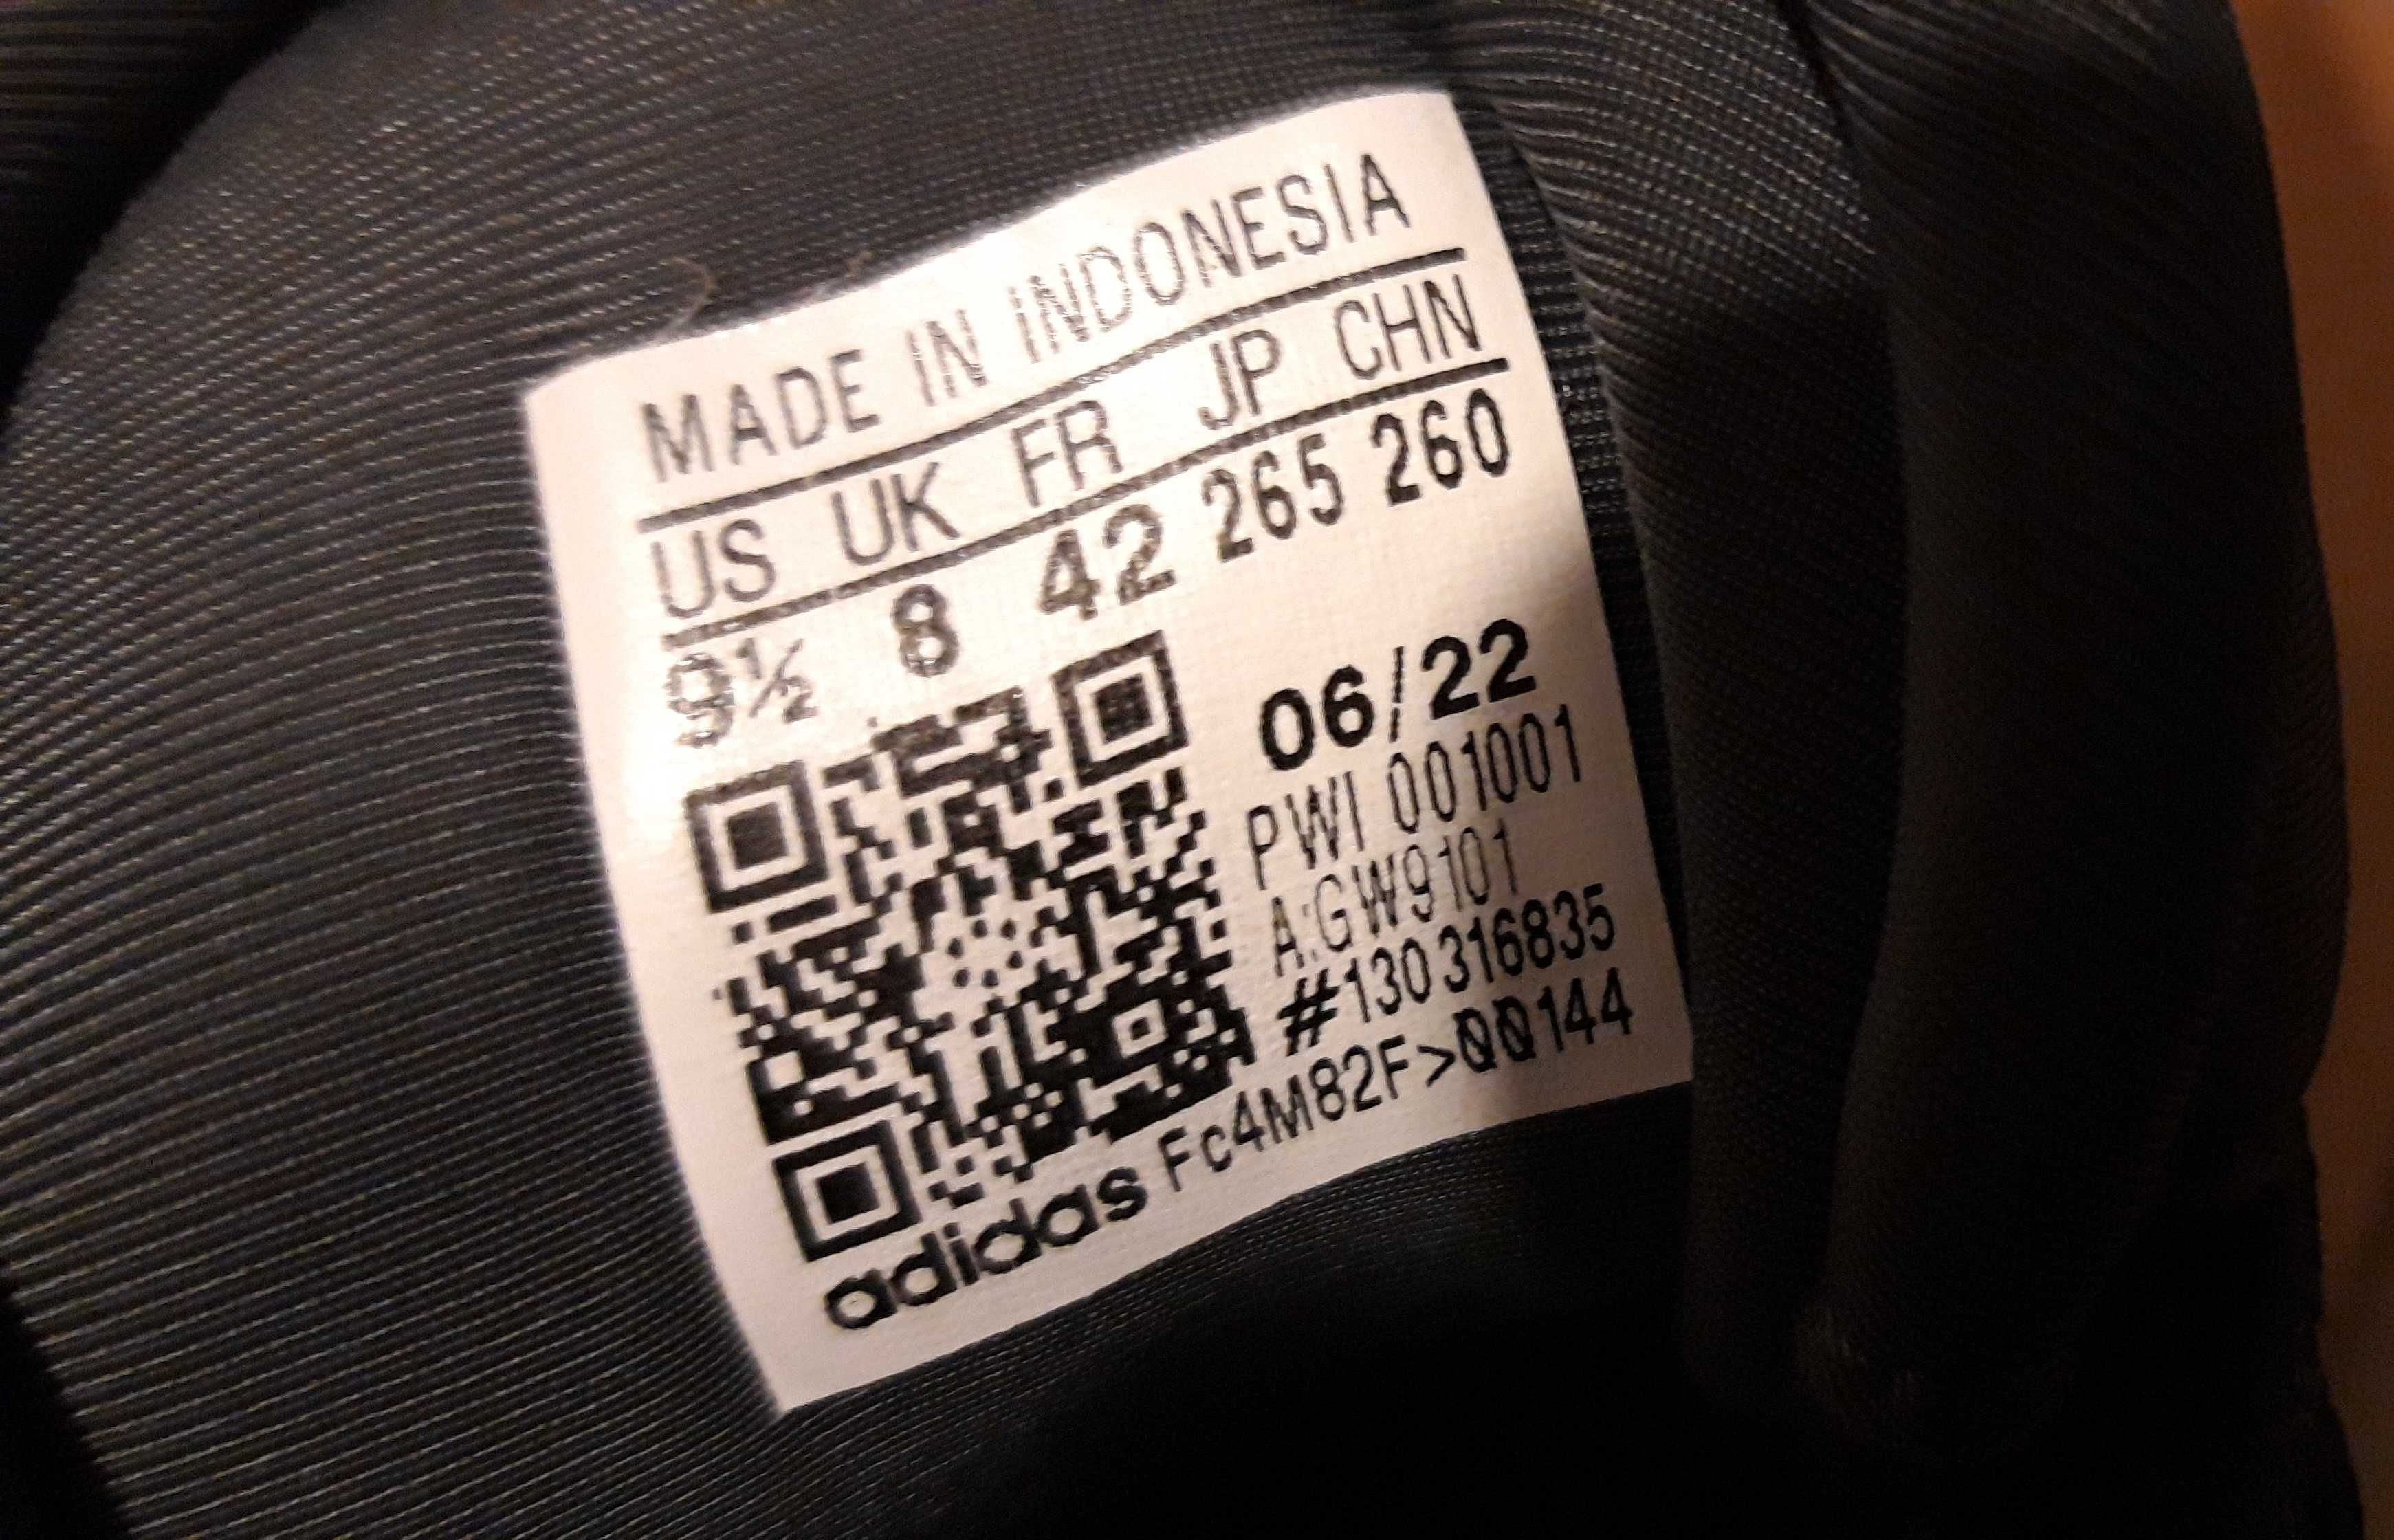 MADE IN INDONESIA
US UK FR JP CHN
9½ 8 42 265 260
06/22
PWI 001001
A:GW9101
#130316835
adidas Fc4M82F>00144